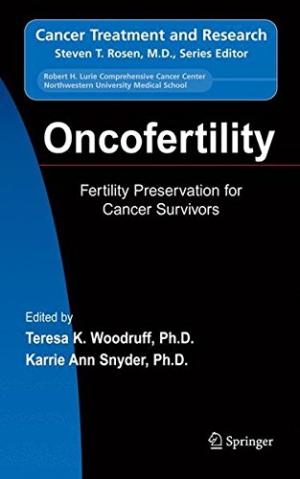 Cancer Treatment and Research
Steven T. Rosen, M.D., Series Editor
Robert H. Lurie Comprehensive Cancer Center
Northwestern University Medical School
Oncofertility
Fertility Preservation for
Cancer Survivors
Edited by
Teresa K. Woodruff, Ph.D.
Karrie Ann Snyder, Ph.D.
Springer